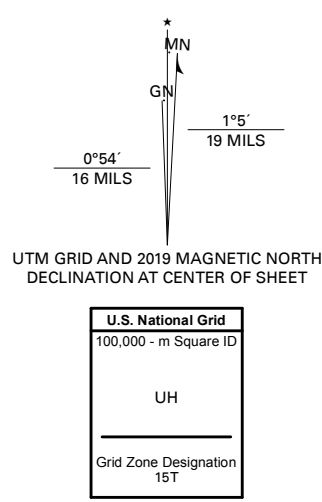 ★
MN
GN
1°5´
19 MILS
0°54´
16 MILS
UTM GRID AND 2019 MAGNETIC NORTH
DECLINATION AT CENTER OF SHEET
U.S. National Grid
100,000 - m Square ID
UH
Grid Zone Designation
15T